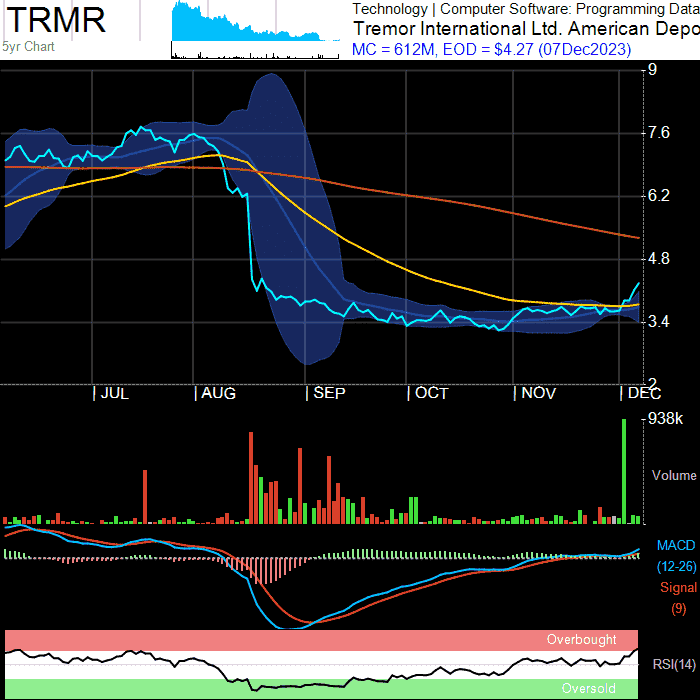 TRMR
5yr Chart
Technology | Computer Software: Programming Data
Tremor International Ltd. American Depo
MC = 612M, EOD = $4.27 (07Dec2023)
9
7.6
6.2
4.8
3.4
2
JUL AUG SEP OCT NOV DEC
938k
Volume
MACD
(12-26)
Signal
(9)
Overbought
RSI(14)
Oversold